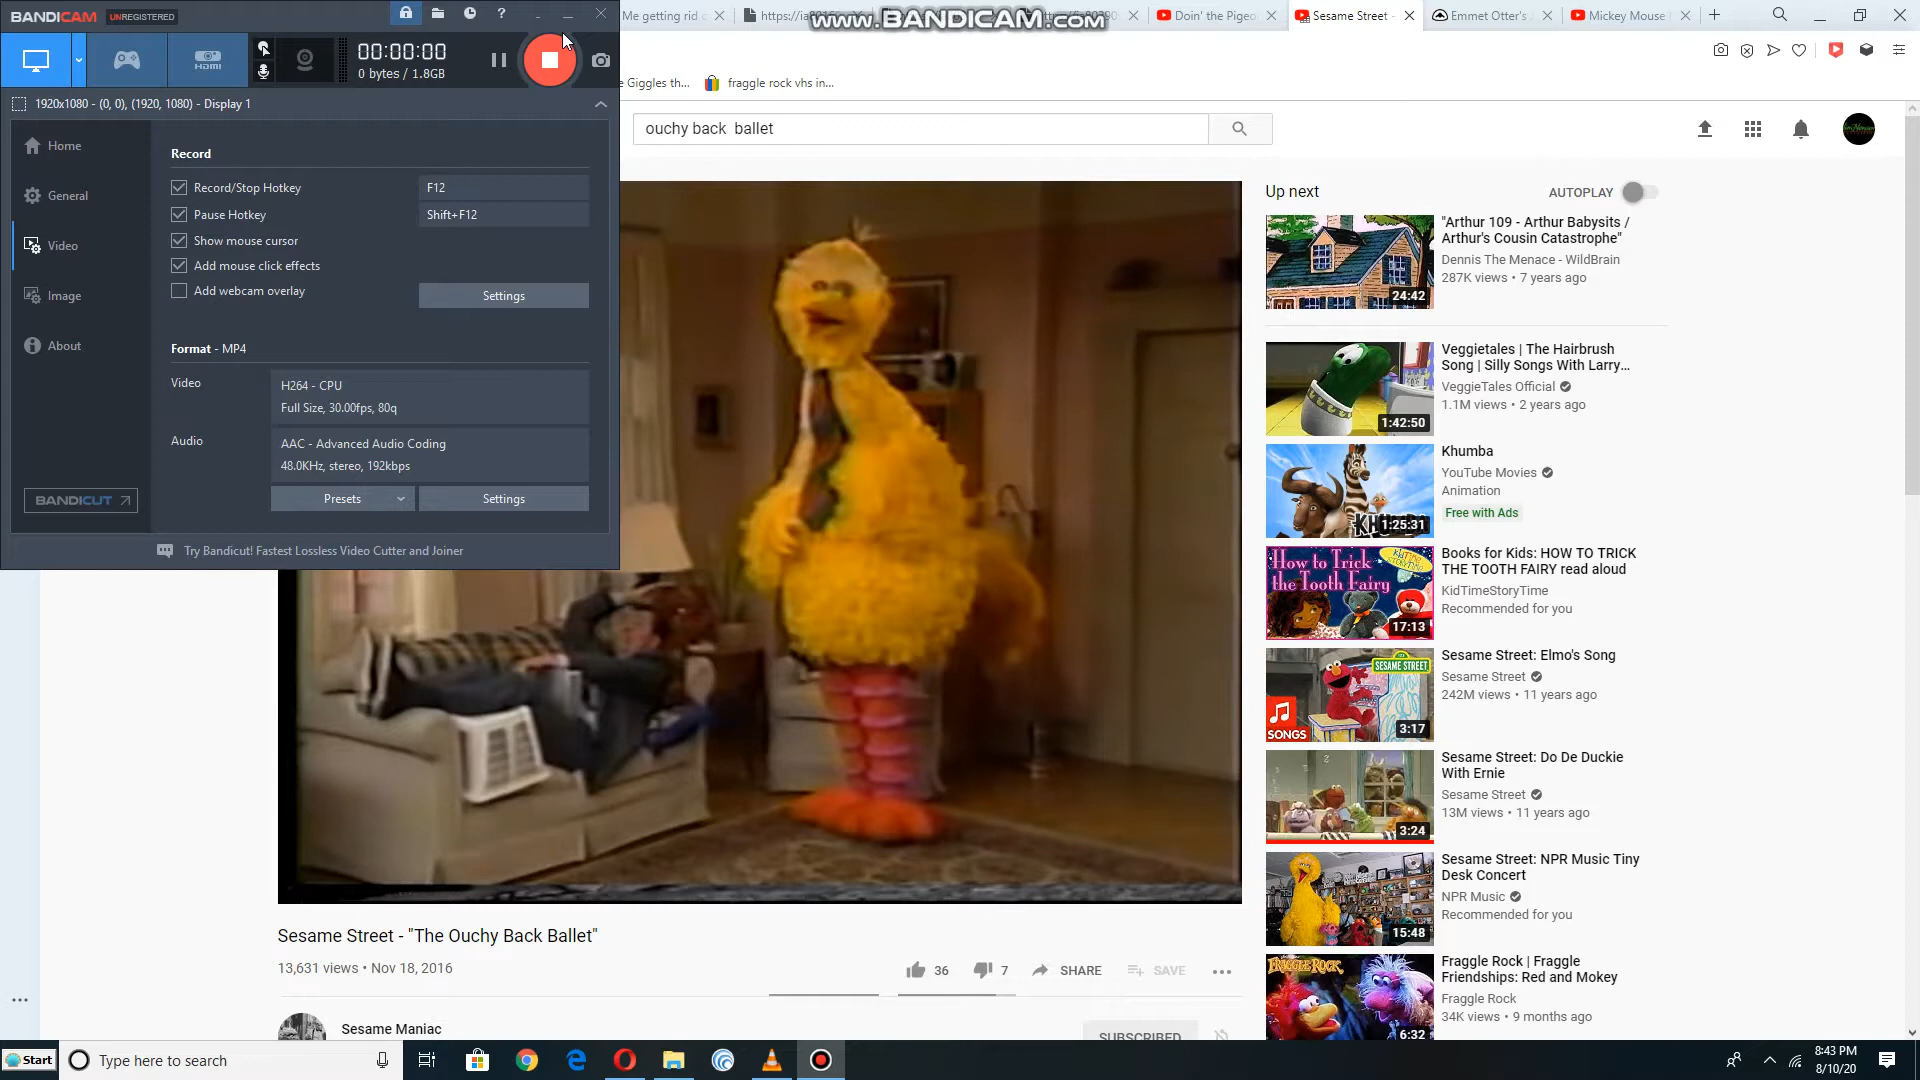 BANDICAM UNREGISTERED
Me getting rid
https://ia8016
www.BANDICAM.com
Doin' the Pigeo
Sesame Street -
Emmet Otter's
Mickey Mouse
HDMI
00:00:00
0 bytes / 1.8GB
1920x1080 - (0, 0), (1920, 1080) - Display 1
Giggles th...
fraggle rock vhs in...
ouchy back  ballet
Home
General
Video
Image
About
BANDICUT
Record
Record/Stop Hotkey
F12
Pause Hotkey
Shift+F12
Show mouse cursor
Add mouse click effects
Add webcam overlay
Settings
Format - MP4
Video
H264 - CPU
Full Size, 30.00fps, 80q
Audio
AAC - Advanced Audio Coding
48.0KHz, stereo, 192kbps
Presets
Settings
Try Bandicut! Fastest Lossless Video Cutter and Joiner
Up next
AUTOPLAY
24:42
"Arthur 109 - Arthur Babysits /
Arthur's Cousin Catastrophe"
Dennis The Menace - WildBrain
287K views • 7 years ago
1:42:50
Veggietales | The Hairbrush
Song | Silly Songs With Larry...
VeggieTales Official
1.1M views • 2 years ago
KHUMBA
1:25:31
Khumba
YouTube Movies
Animation
Free with Ads
How to Trick
the Tooth Fairy
17:13
Books for Kids: HOW TO TRICK
THE TOOTH FAIRY read aloud
KidTimeStoryTime
Recommended for you
SESAME STREET
SONGS
3:17
Sesame Street: Elmo's Song
Sesame Street
242M views • 11 years ago
3:24
Sesame Street: Do De Duckie
With Ernie
Sesame Street
13M views • 11 years ago
15:48
Sesame Street: NPR Music Tiny
Desk Concert
NPR Music
Recommended for you
FRAGGLE ROCK
6:32
Fraggle Rock | Fraggle
Friendships: Red and Mokey
Fraggle Rock
34K views • 9 months ago
Sesame Street - "The Ouchy Back Ballet"
13,631 views • Nov 18, 2016
36
7
SHARE
SAVE
Sesame Maniac
SUBSCRIBED
Start
Type here to search
8:43 PM
8/10/20